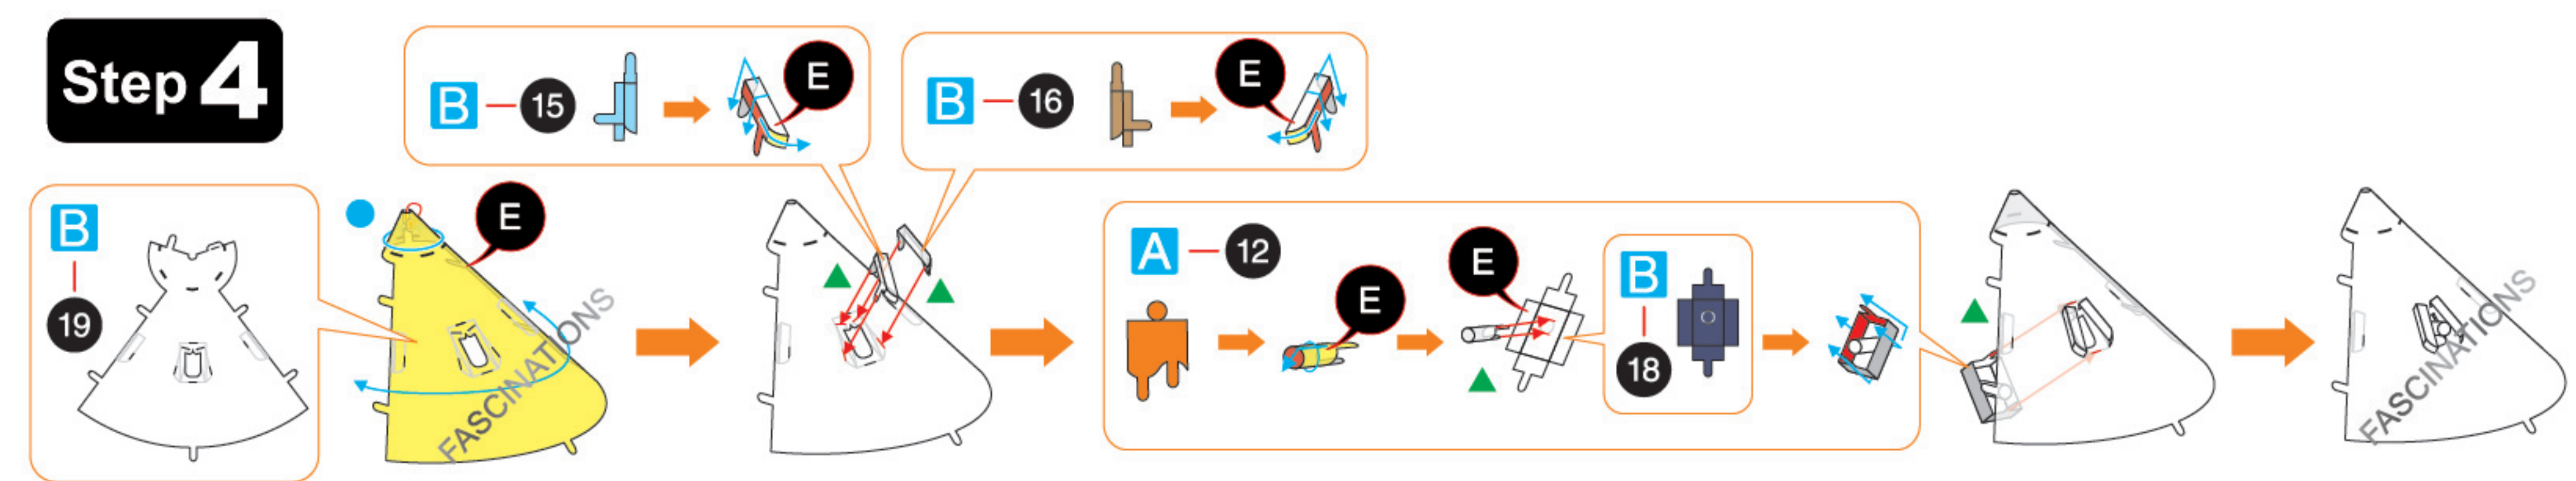 Step 4
B 15 E
B 16 E
B 19
E
FASCINATIONS
A 12
E
E
B 18
FASCINATIONS